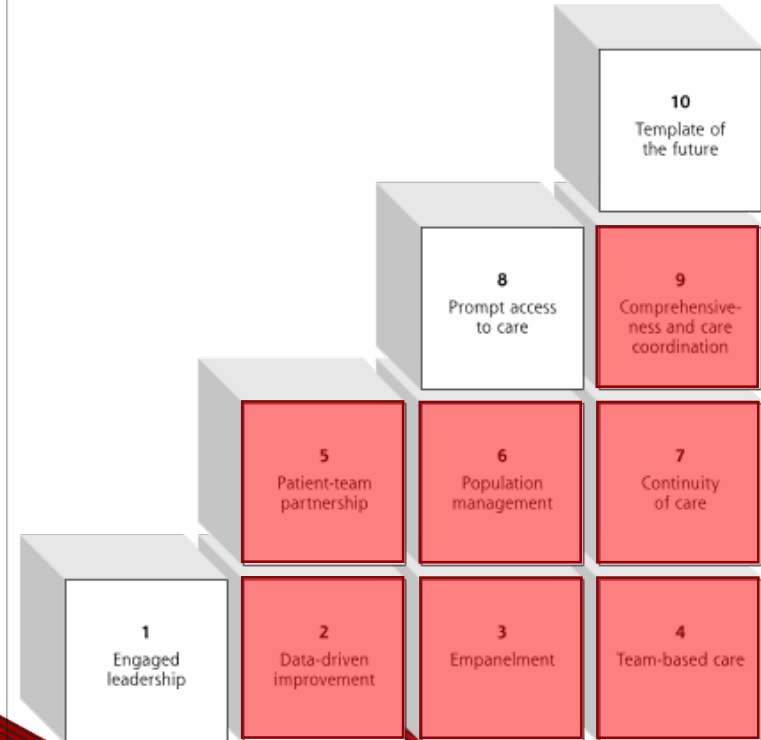 10
Template of
the future
8
Prompt access
to care
9
Comprehensive-
ness and care
coordination
5
Patient-team
partnership
6
Population
management
7
Continuity
of care
1
Engaged
leadership
2
Data-driven
improvement
3
Empanelment
4
Team-based care